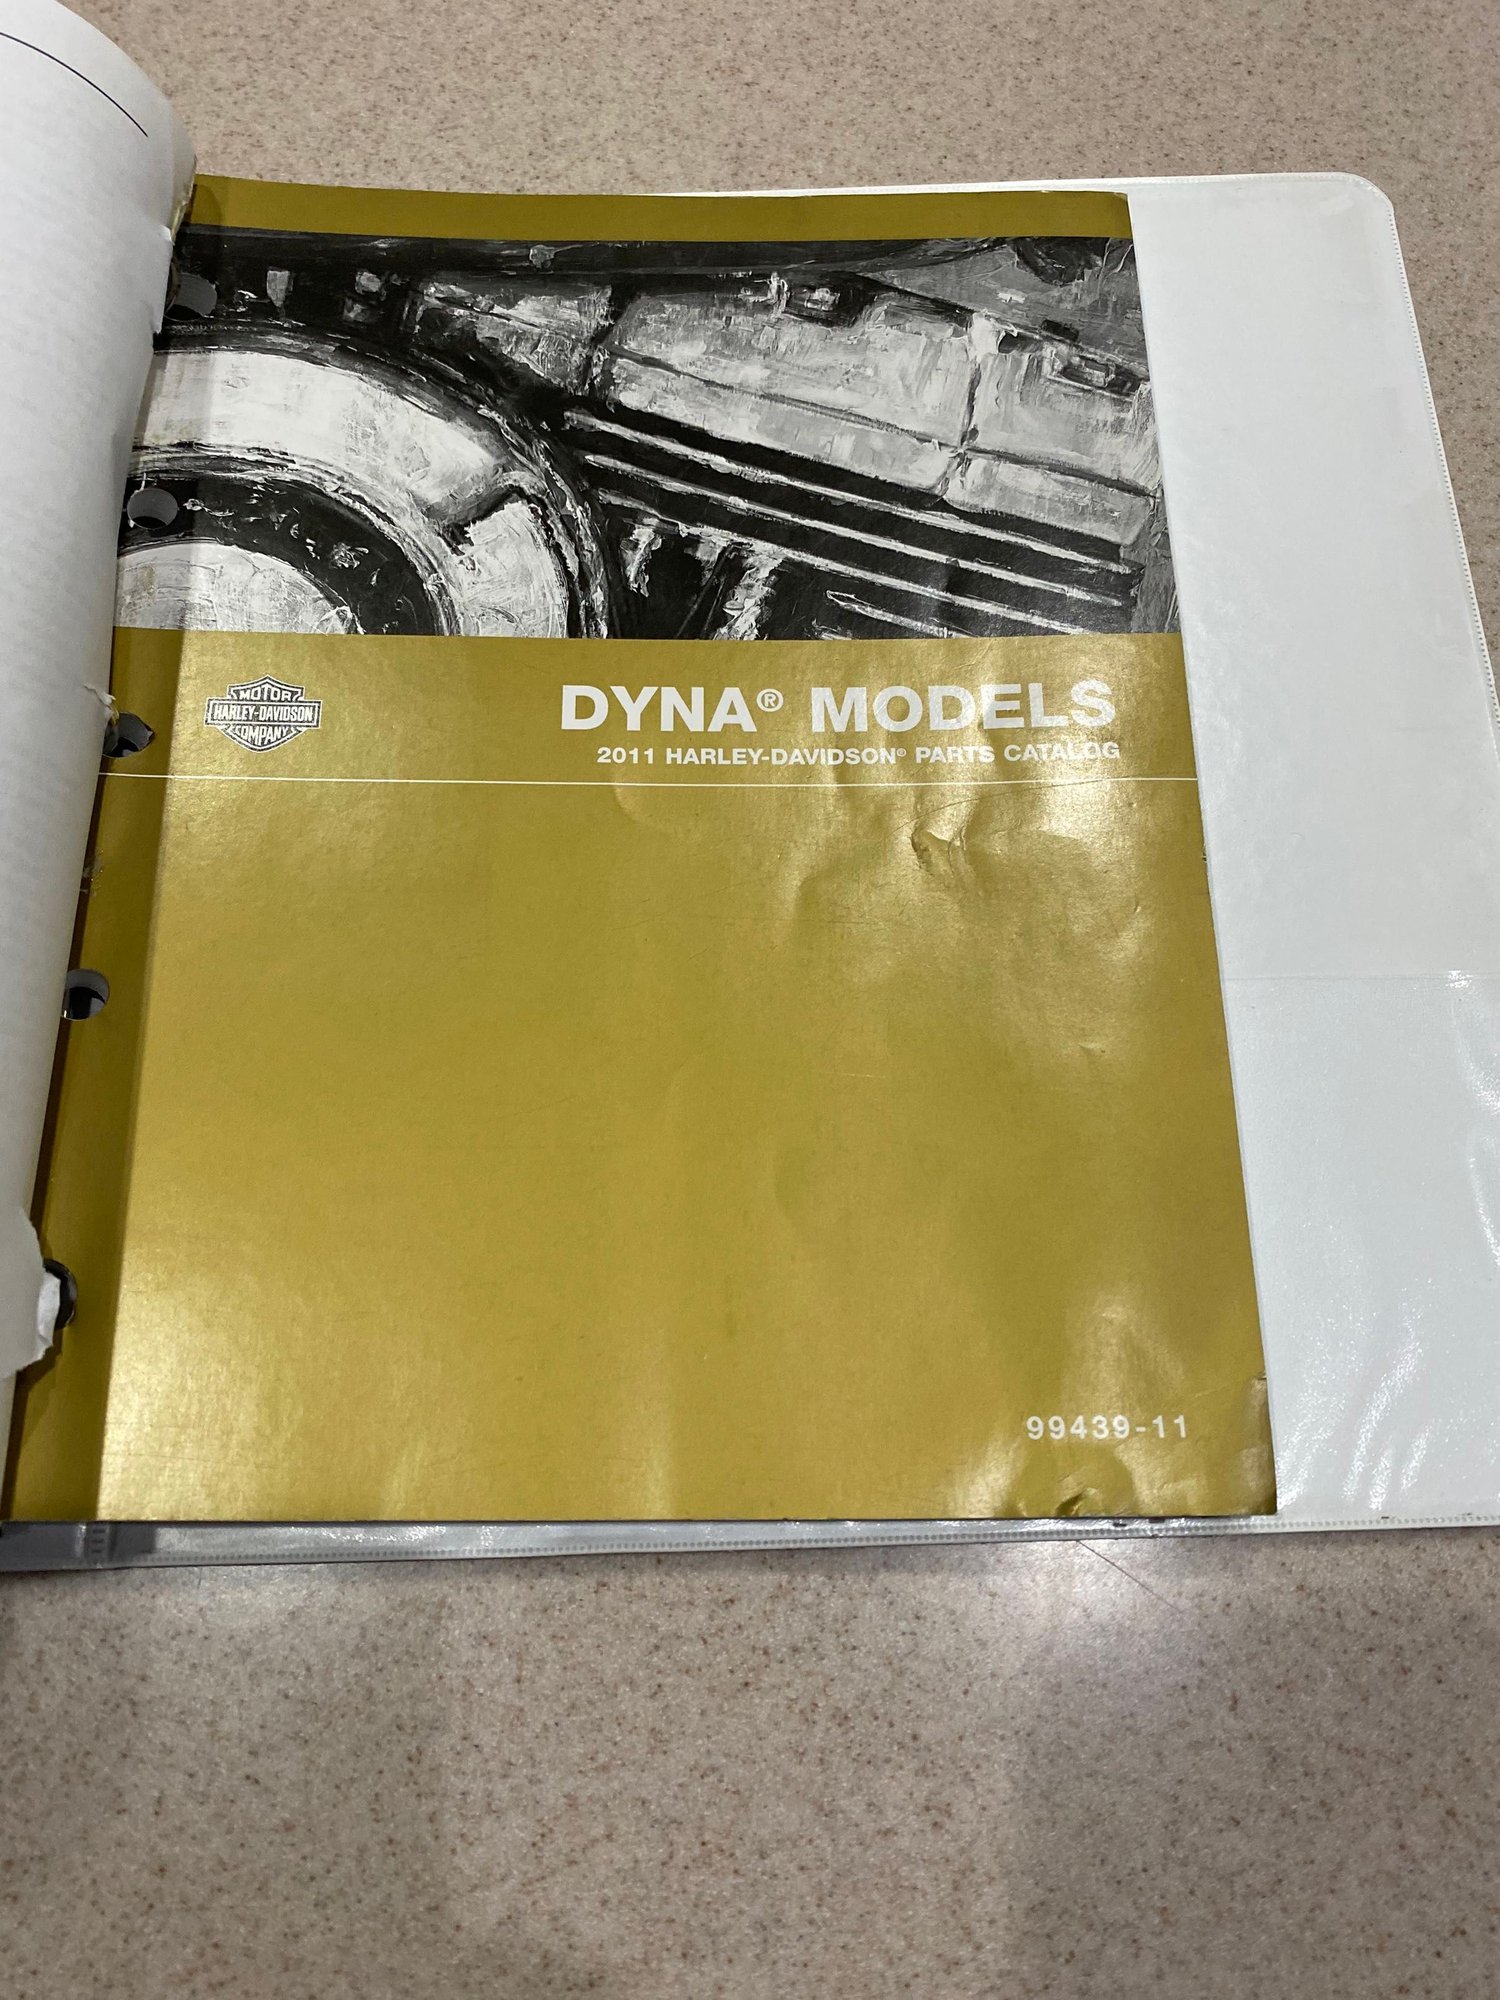 MOTOR
HARLEY-DAVIDSON
COMPANY
DYNA® MODELS
2011 HARLEY-DAVIDSON® PARTS CATALOG
99439-11